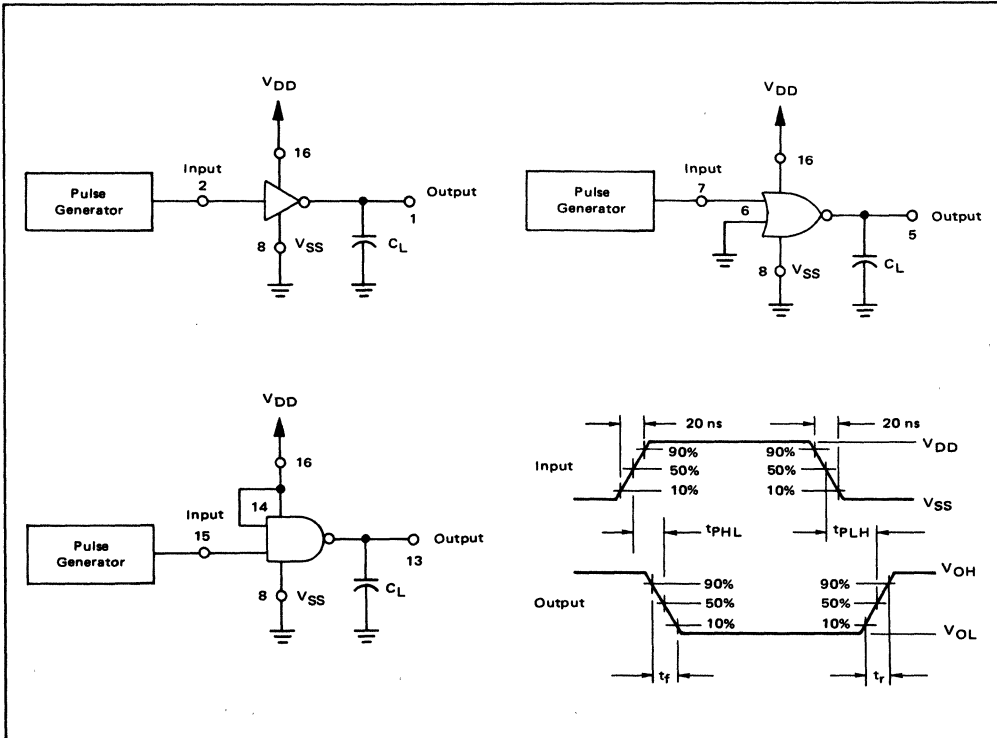 VDD
16
Input
2
Pulse
Generator
Output
1
8
VSS
CL
VDD
16
Input
7
Pulse
Generator
6
Output
5
8
VSS
CL
VDD
16
14
Input
15
Pulse
Generator
Output
13
8
VSS
CL
20 ns
20 ns
VDD
90%
90%
Input
50%
50%
10%
10%
VSS
tPHL
tPLH
VOH
90%
90%
Output
50%
50%
10%
10%
VOL
tf
tr